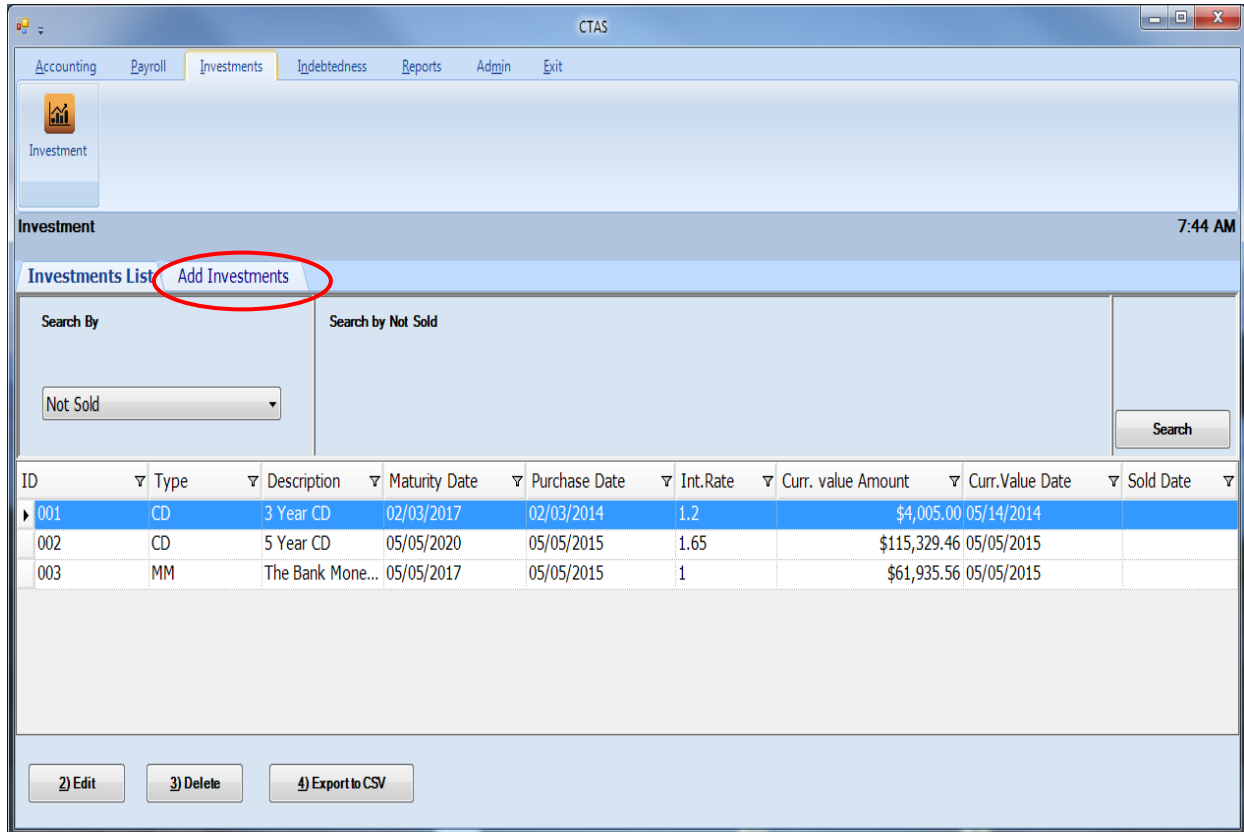 CTAS
Accounting Payroll Investments Indebtedness Reports Admin Exit
Investment
Investment 7:44 AM
Investments List Add Investments
Search By Search by Not Sold
Not Sold
Search
ID Type Description Maturity Date Purchase Date Int.Rate Curr. value Amount Curr.Value Date Sold Date
001 CD 3 Year CD 02/03/2017 02/03/2014 1.2 $4,005.00 05/14/2014
002 CD 5 Year CD 05/05/2020 05/05/2015 1.65 $115,329.46 05/05/2015
003 MM The Bank Mone... 05/05/2017 05/05/2015 1 $61,935.56 05/05/2015
2) Edit 3) Delete 4) Export to CSV